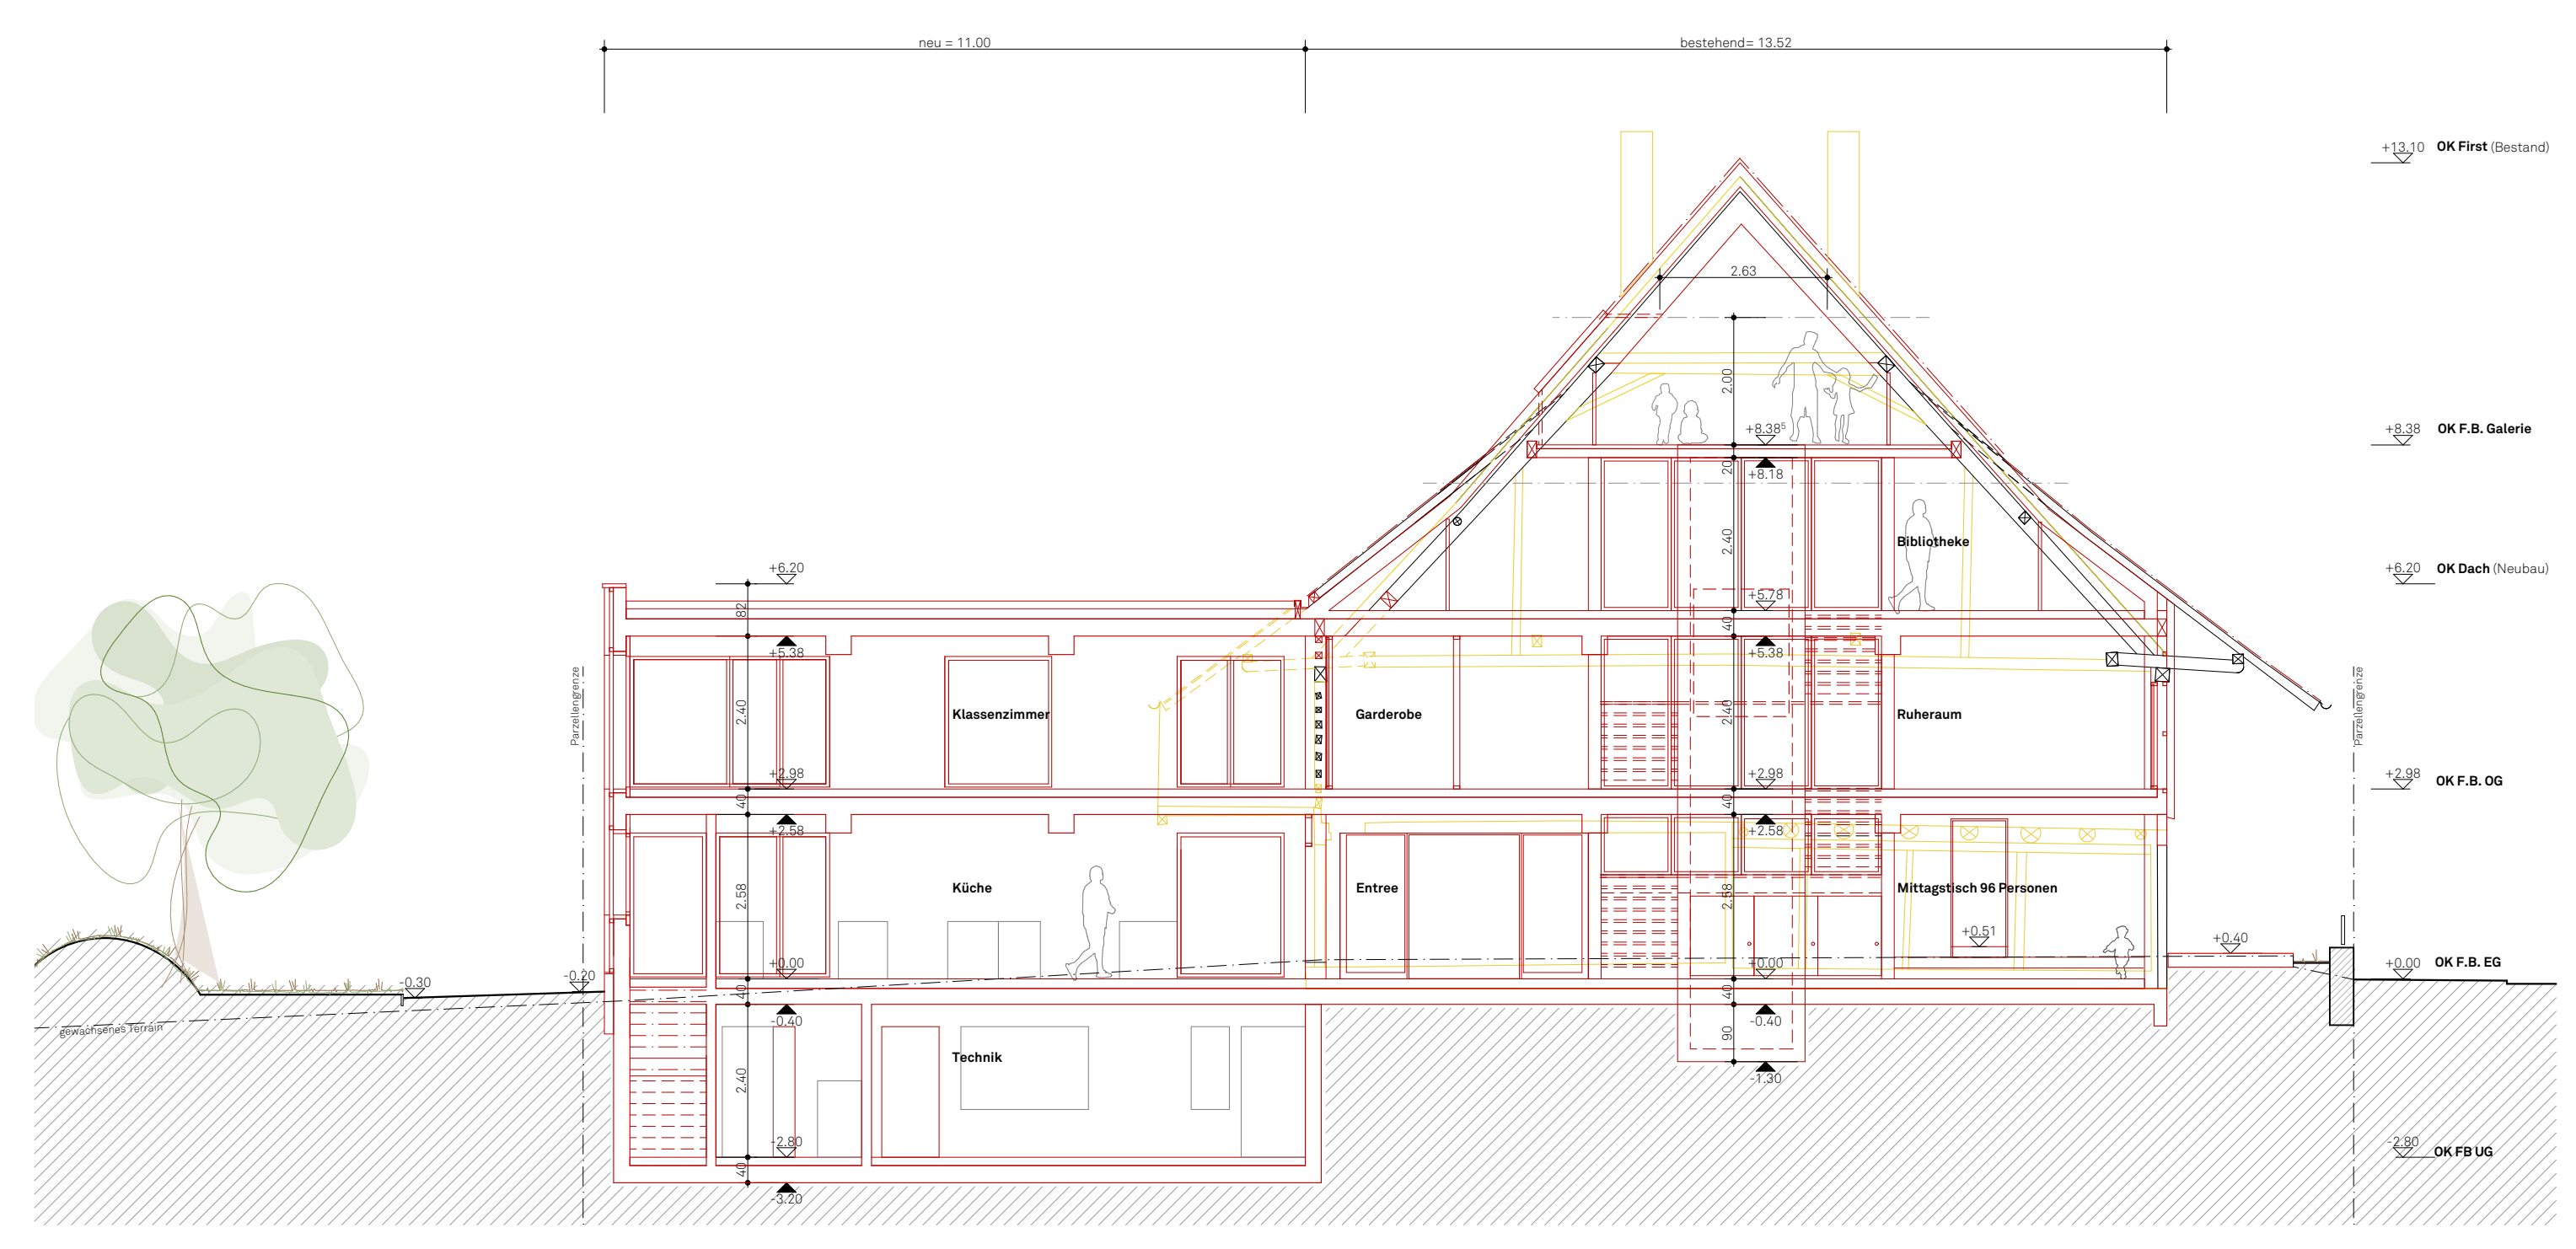 neu = 11.00
bestehend= 13.52
+13.10 OK First (Bestand)
2.63
2.00
+8.38⁵
+8.38 OK F.B. Galerie
20
+8.18
2.40
Bibliotheke
+6.20
+6.20 OK Dach (Neubau)
82
+5.78
40
+5.38
+5.38
Parzellengrenze
2.40
Klassenzimmer
Garderobe
2.40
Ruheraum
Parzellengrenze
+2.98
+2.98
+2.98 OK F.B. OG
40
40
+2.58
+2.58
2.58
Küche
Entree
2.58
Mittagstisch 96 Personen
+0.51
+0.40
-0.30
-0.20
+0.00
+0.00
+0.00 OK F.B. EG
40
40
gewachsenes Terrain
-0.40
-0.40
90
Technik
2.40
-1.30
-2.80
-2.80 OK FB UG
40
-3.20